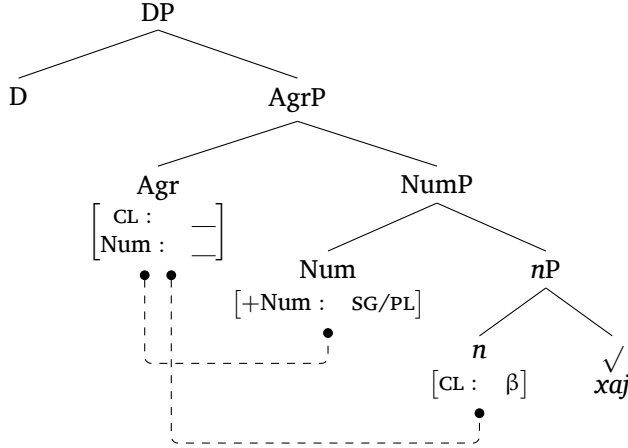 DP
D AgrP
Agr NumP
[CL : __
Num : __]
Num nP
[+Num : SG/PL]
n √
[CL : β] xaj